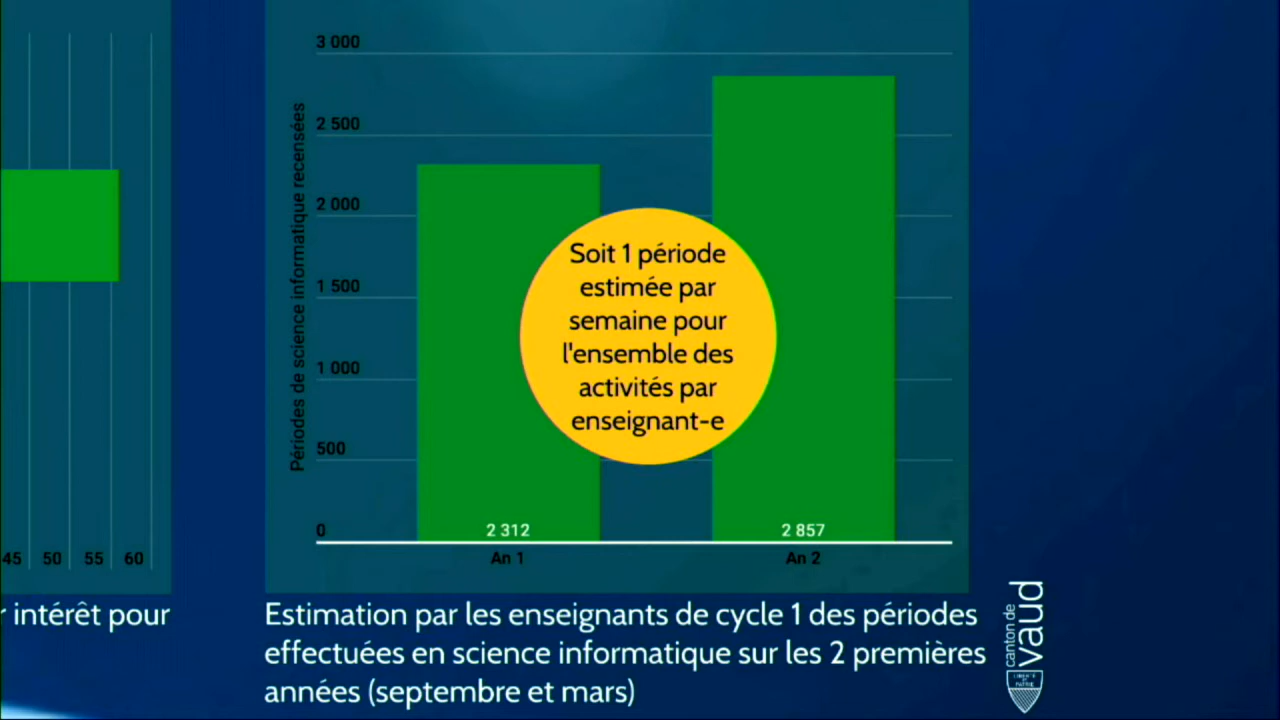 3 000
2 500
2 000
1 500
1 000
500
0
Périodes de science informatique recensées
Soit 1 période
estimée par
semaine pour
l'ensemble des
activités par
enseignant-e
2 312
2 857
An 1
An 2
45 50 55 60
r intérêt pour
Estimation par les enseignants de cycle 1 des périodes
effectuées en science informatique sur les 2 premières
années (septembre et mars)
canton de
vaud
LIBERTÉ
ET
PATRIE